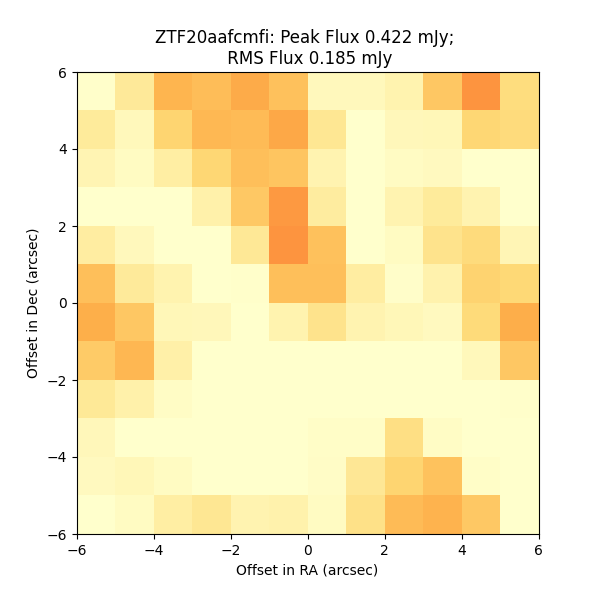 ZTF20aafcmfi: Peak Flux 0.422 mJy;
RMS Flux 0.185 mJy
6
4
2
0
−2
−4
−6
Offset in Dec (arcsec)
−6 −4 −2 0 2 4 6
Offset in RA (arcsec)